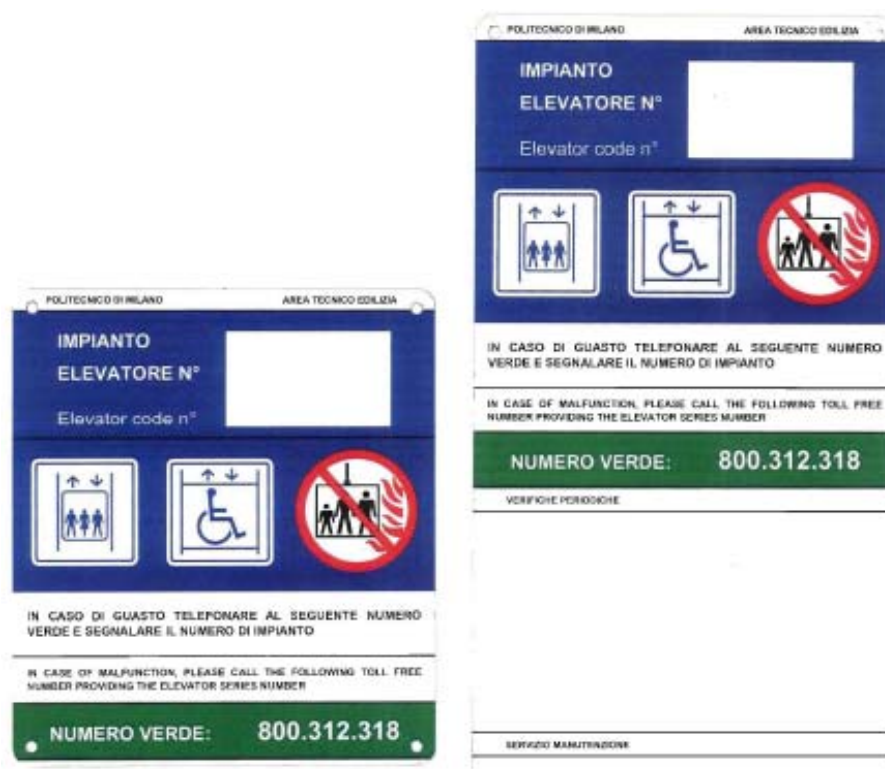 POLITECNICO DI MILANO AREA TECNICO EDILIZIA
IMPIANTO
ELEVATORE N°
Elevator code n°
IN CASO DI GUASTO TELEFONARE AL SEGUENTE NUMERO
VERDE E SEGNALARE IL NUMERO DI IMPIANTO
IN CASE OF MALFUNCTION, PLEASE CALL THE FOLLOWING TOLL FREE
NUMBER PROVIDING THE ELEVATOR SERIES NUMBER
NUMERO VERDE: 800.312.318
POLITECNICO DI MILANO AREA TECNICO EDILIZIA
IMPIANTO
ELEVATORE N°
Elevator code n°
IN CASO DI GUASTO TELEFONARE AL SEGUENTE NUMERO
VERDE E SEGNALARE IL NUMERO DI IMPIANTO
IN CASE OF MALFUNCTION, PLEASE CALL THE FOLLOWING TOLL FREE
NUMBER PROVIDING THE ELEVATOR SERIES NUMBER
NUMERO VERDE: 800.312.318
VERIFICHE PERIODICHE
SERVIZIO MANUTENZIONE